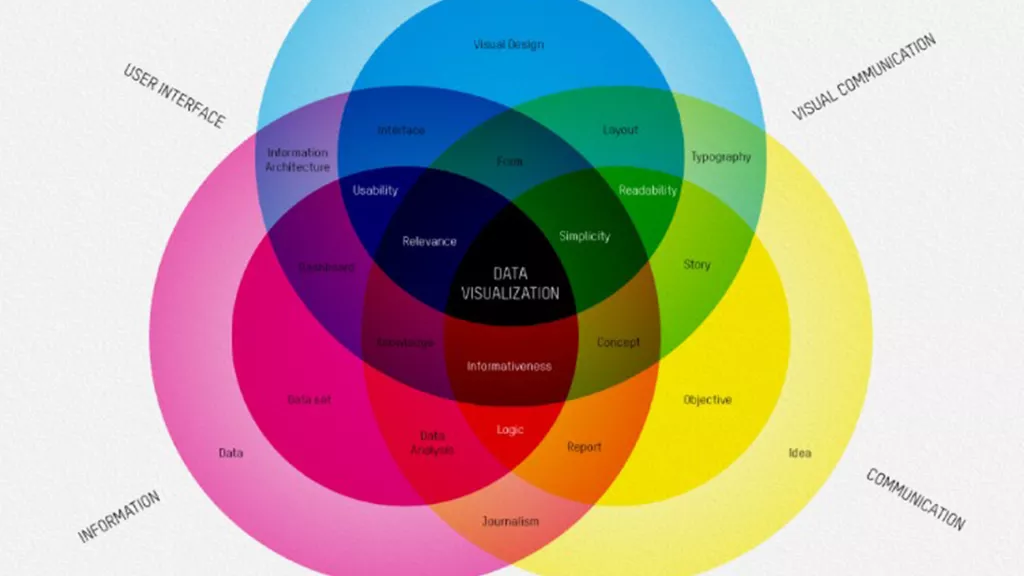 Visual Design
USER INTERFACE
VISUAL COMMUNICATION
Interface
Layout
Information
Architecture
Form
Typography
Usability
Readability
Relevance
Simplicity
Dashboard
Story
DATA
VISUALIZATION
Knowledge
Concept
Informativeness
Data set
Objective
Logic
Data
Analysis
Report
Data
Idea
INFORMATION
COMMUNICATION
Journalism